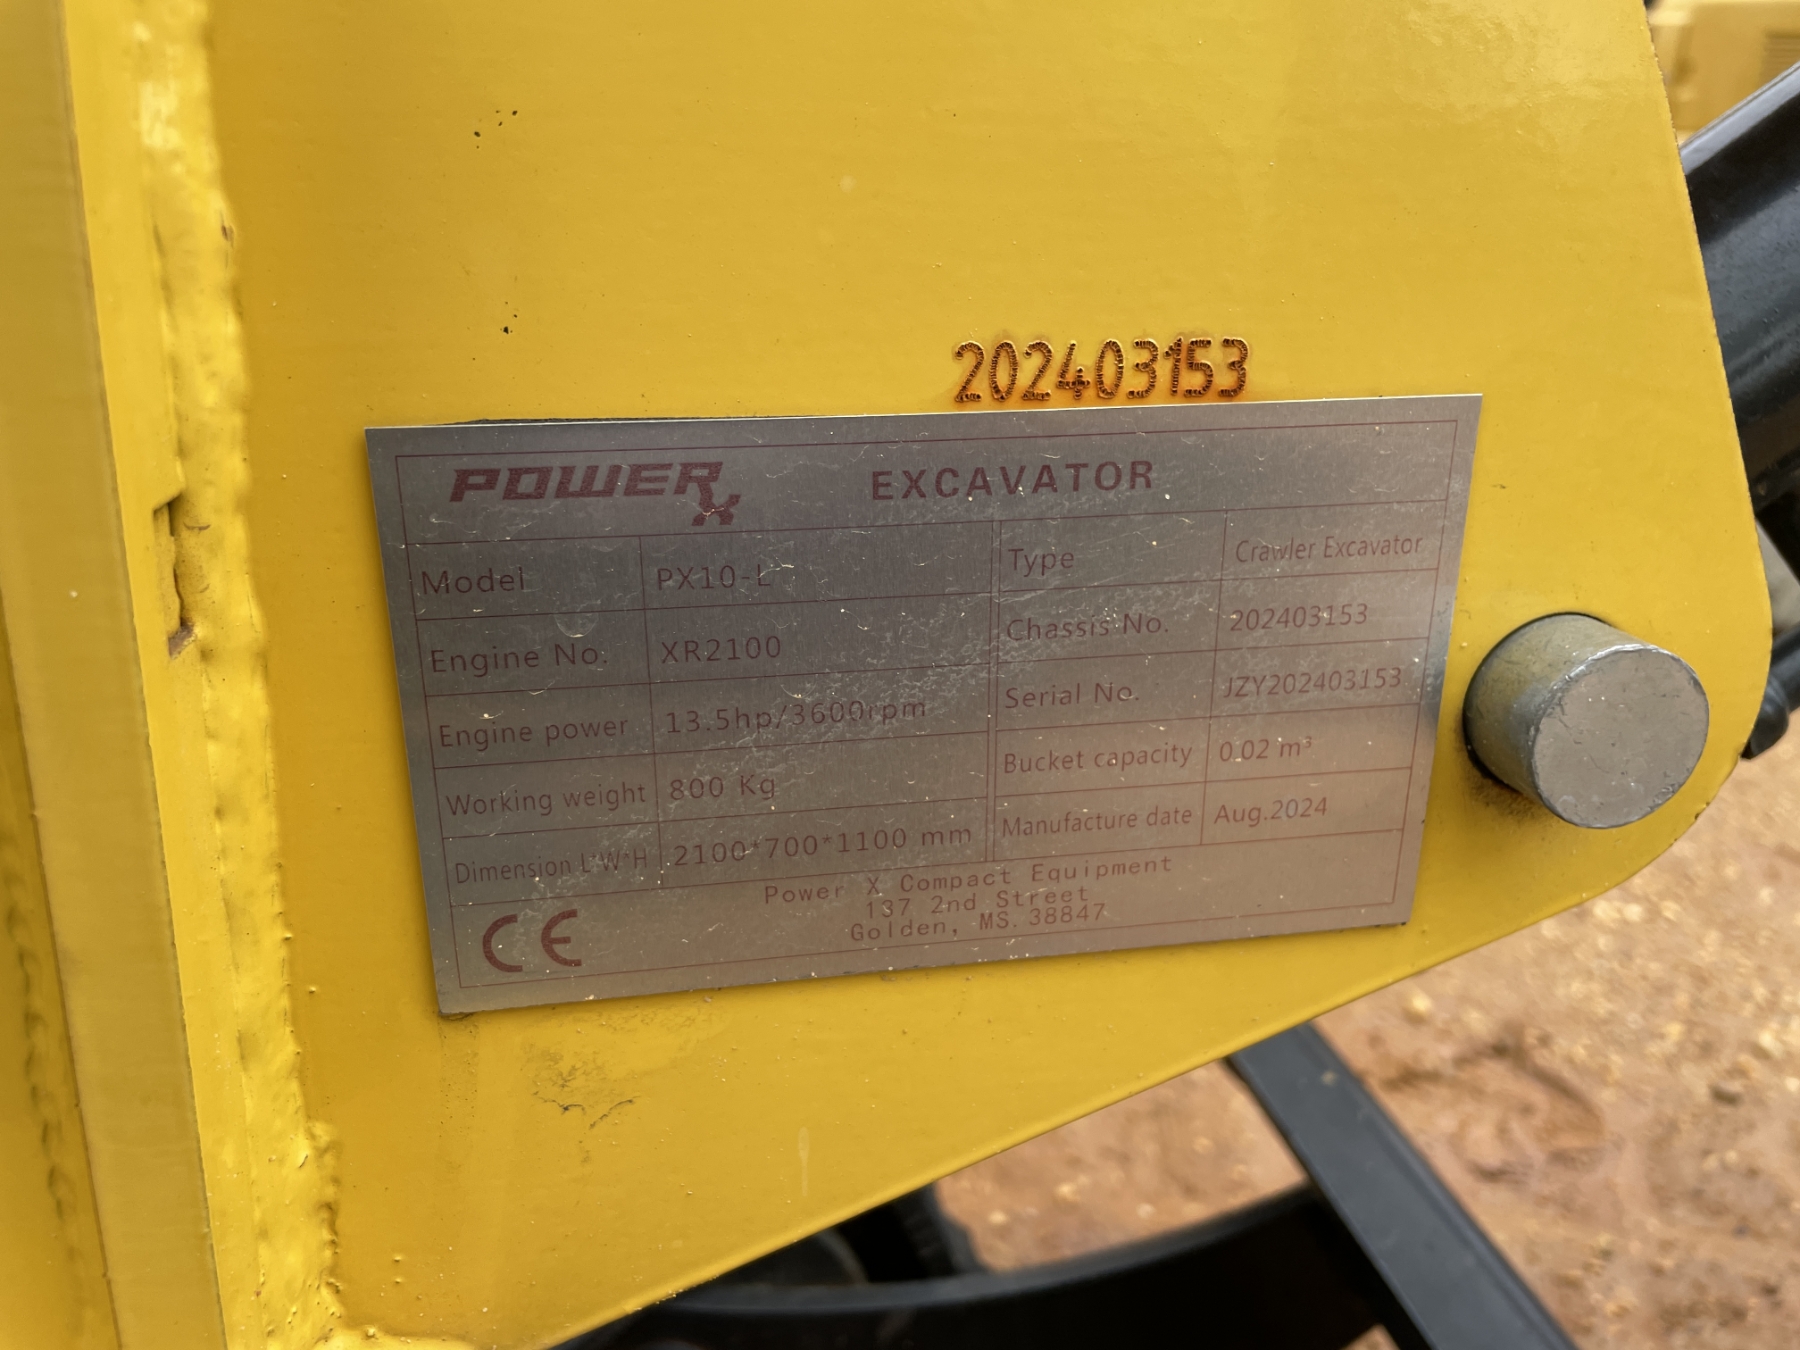 202403153
POWER X EXCAVATOR
Model PX10-L Type Crawler Excavator
Engine No. XR2100 Chassis No. 202403153
Engine power 13.5hp/3600rpm Serial No. JZY202403153
Working weight 800 Kg Bucket capacity 0.02 m³
Dimension L*W*H 2100*700*1100 mm Manufacture date Aug.2024
Power X Compact Equipment
137 2nd Street
Golden, MS. 38847
CE